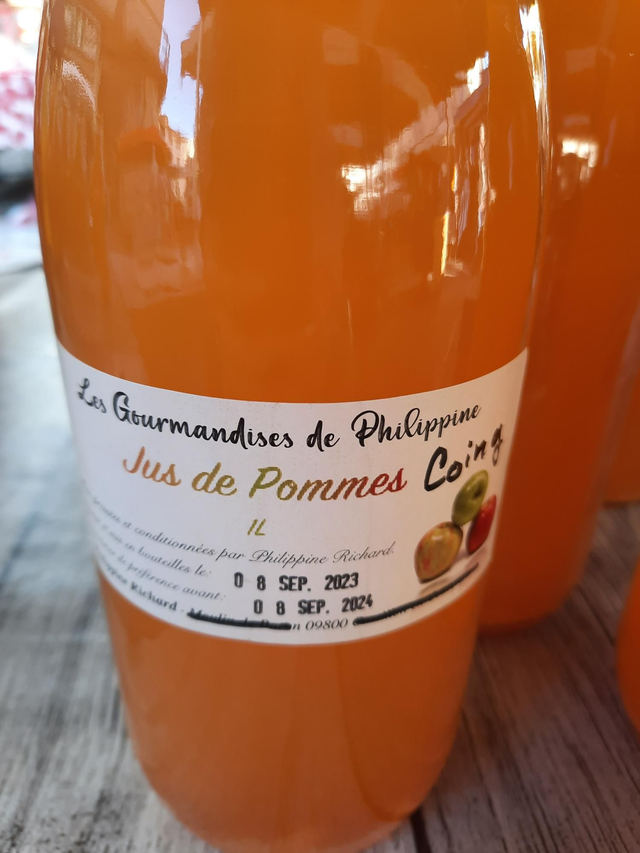 Les Gourmandises de Philippine
Jus de Pommes Coing
1L
et conditionnées par Philippine Richard.
mis en bouteilles le: 0 8 SEP. 2023
de préférence avant: 0 8 SEP. 2024
Richard - 09800